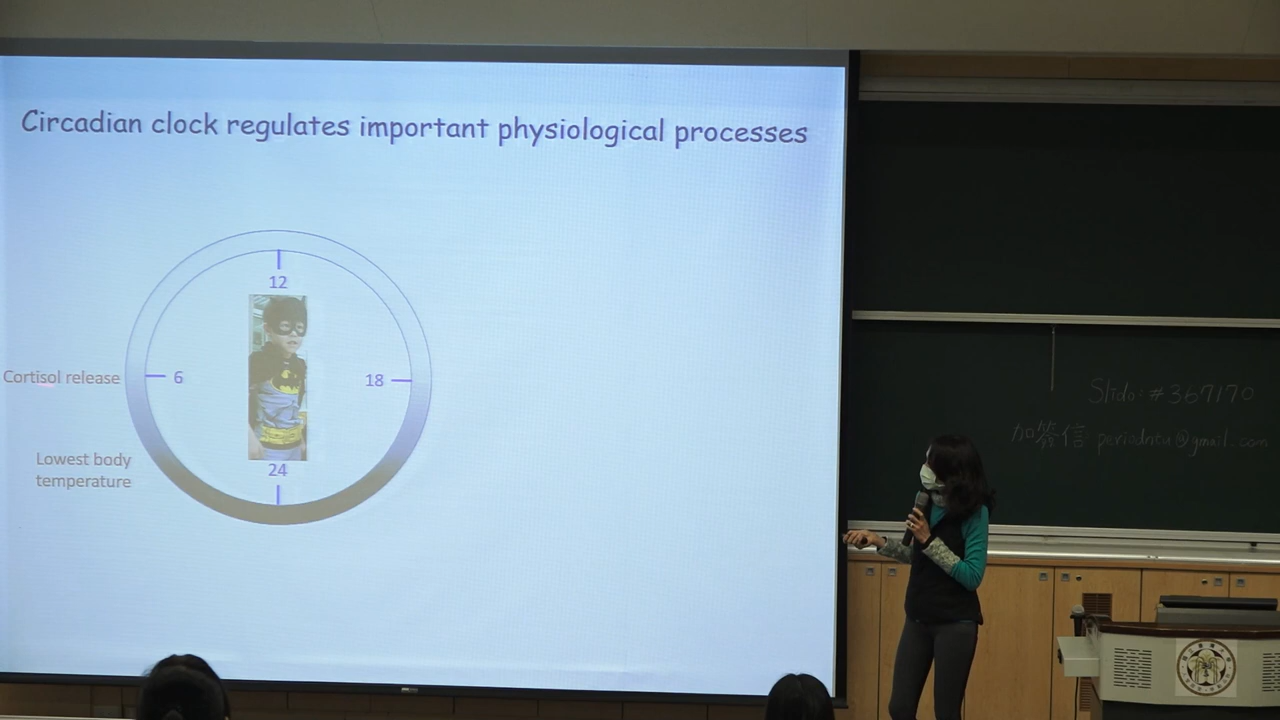 Circadian clock regulates important physiological processes
12
Cortisol release
6
18
Lowest body
temperature
24
Slido: #367170
加簽信 periodntu@gmail.com